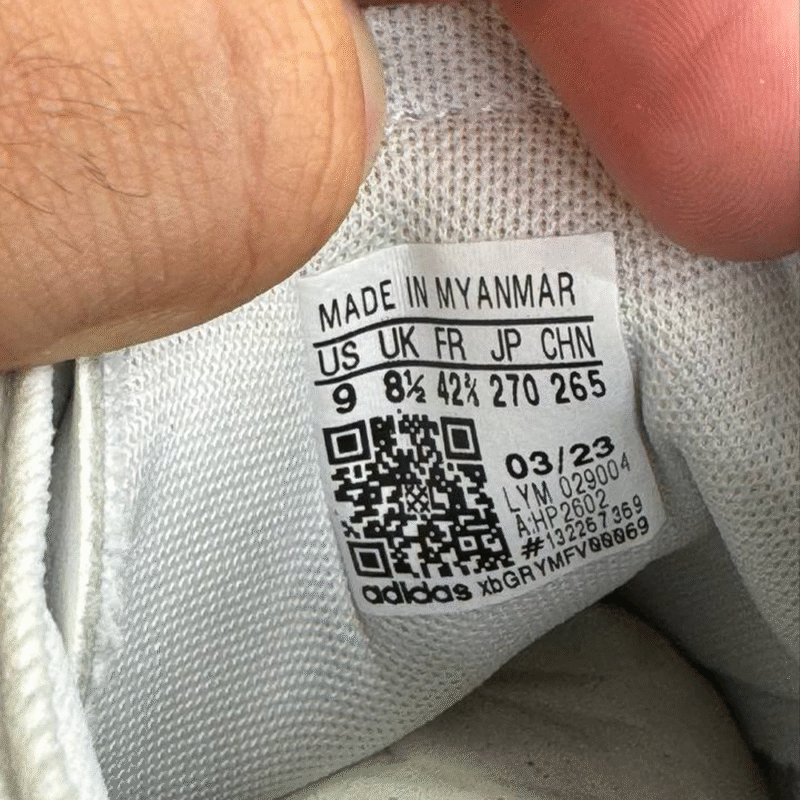 MADE IN MYANMAR
US UK FR JP CHN
9 8½ 42⅔ 270 265
03/23
LYM 029004
A:HP2602
#132267369
adidas xbGRYMFV00069